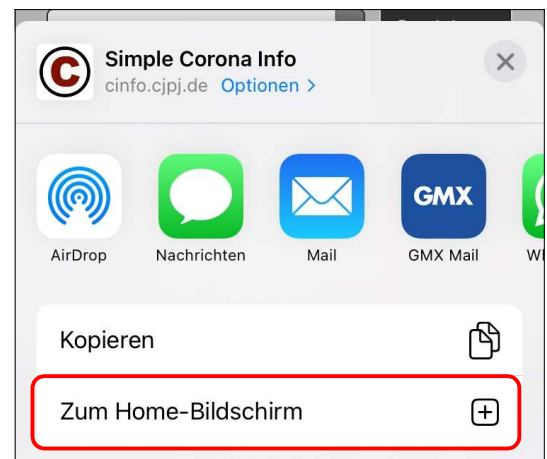 C
Simple Corona Info
cinfo.cjpj.de Optionen >
GMX
AirDrop Nachrichten Mail GMX Mail
Kopieren
Zum Home-Bildschirm